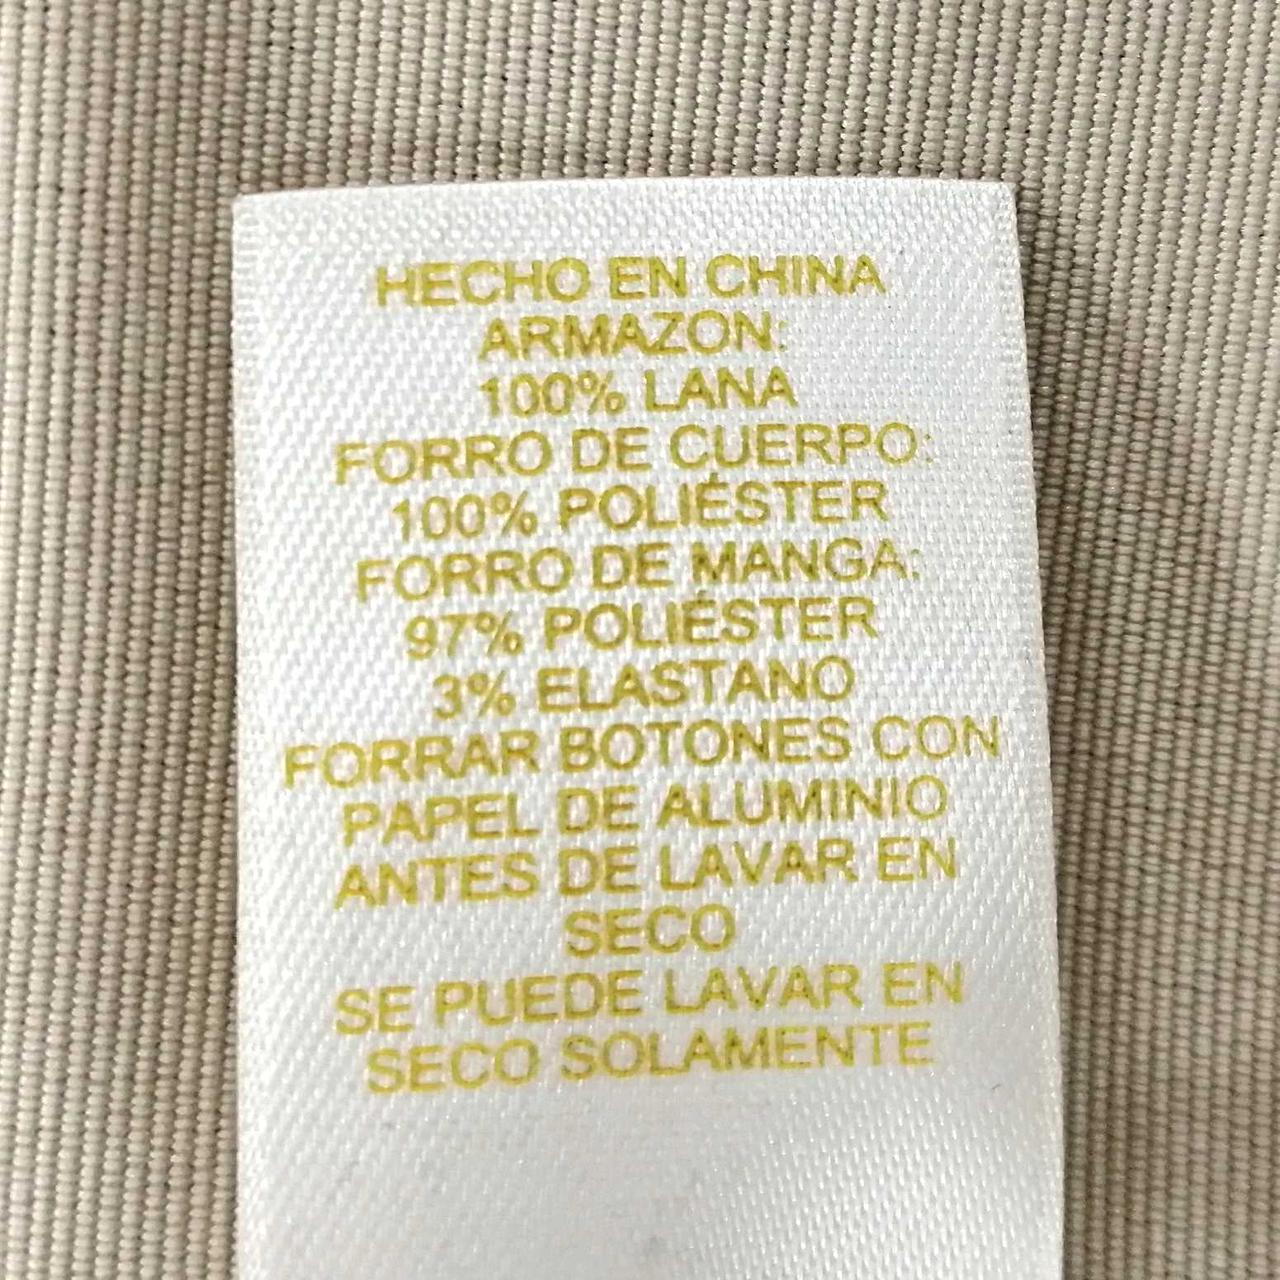 HECHO EN CHINA
ARMAZON:
100% LANA
FORRO DE CUERPO:
100% POLIÉSTER
FORRO DE MANGA:
97% POLIÉSTER
3% ELASTANO
FORRAR BOTONES CON
PAPEL DE ALUMINIO
ANTES DE LAVAR EN
SECO
SE PUEDE LAVAR EN
SECO SOLAMENTE